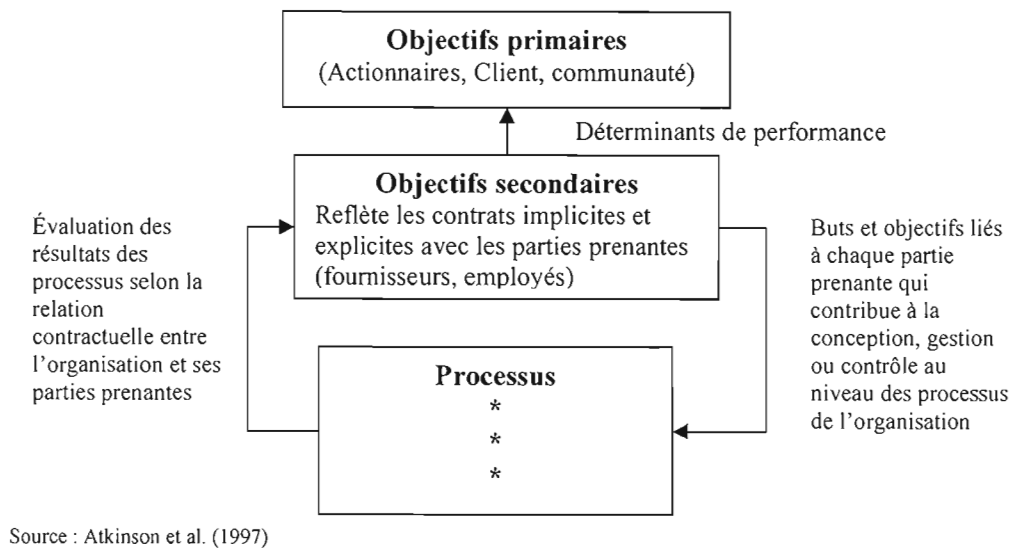 Objectifs primaires
(Actionnaires, Client, communauté)
Déterminants de performance
Objectifs secondaires
Reflète les contrats implicites et
explicites avec les parties prenantes
(fournisseurs, employés)
Évaluation des
résultats des
processus selon la
relation
contractuelle entre
l'organisation et ses
parties prenantes
Buts et objectifs liés
à chaque partie
prenante qui
contribue à la
conception, gestion
ou contrôle au
niveau des processus
de l'organisation
Processus
*
*
*
Source : Atkinson et al. (1997)